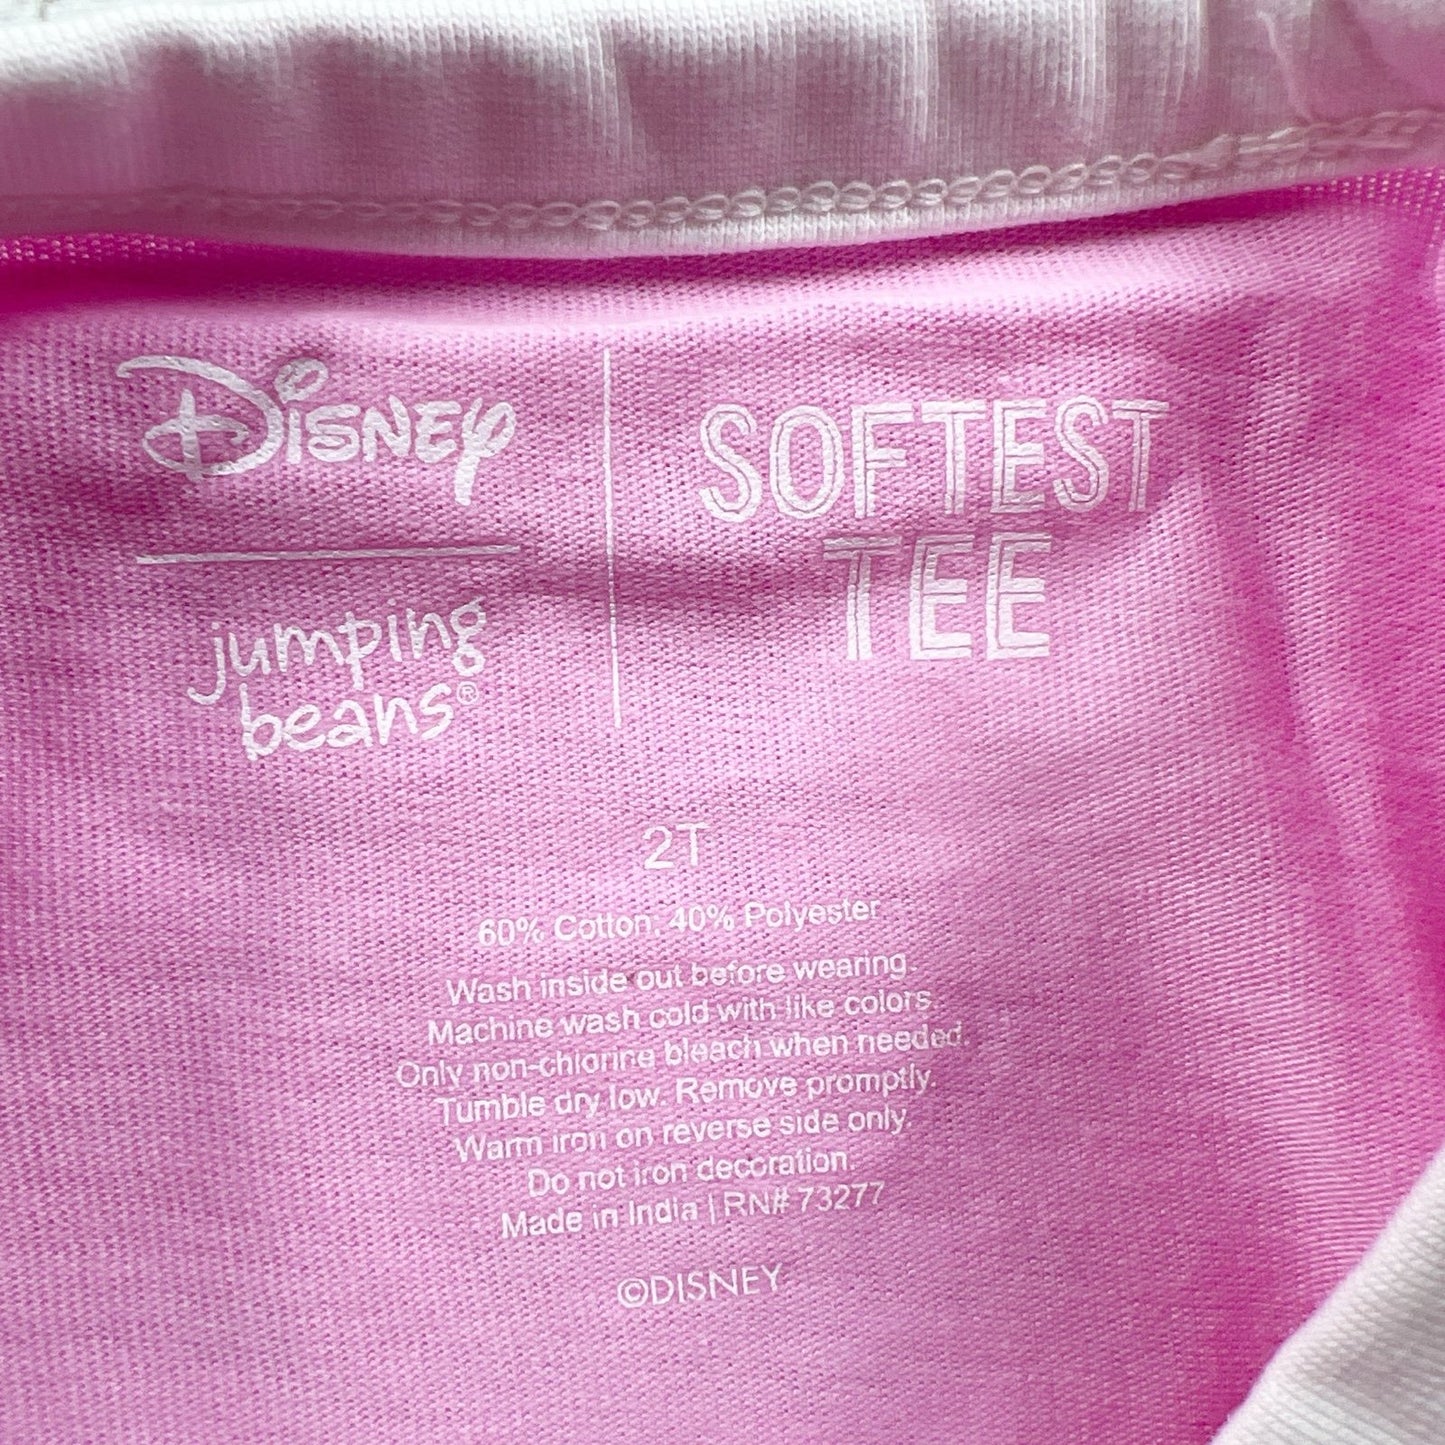 Disney
jumping
beans®
SOFTEST
TEE
2T
60% Cotton, 40% Polyester
Wash inside out before wearing.
Machine wash cold with like colors.
Only non-chlorine bleach when needed.
Tumble dry low. Remove promptly.
Warm iron on reverse side only.
Do not iron decoration.
Made in India | RN# 73277
©DISNEY